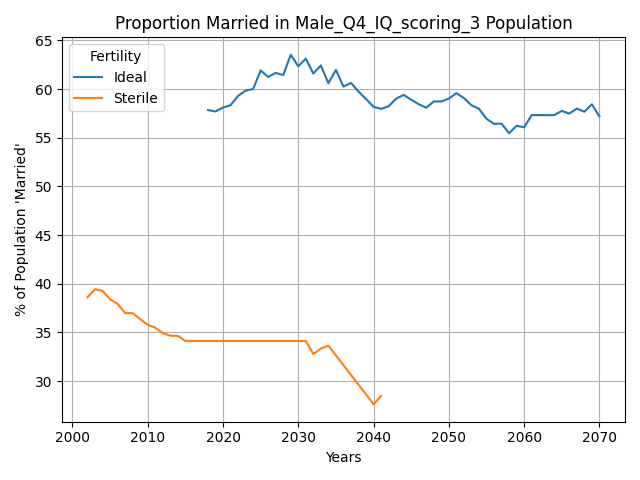 Proportion Married in Male_Q4_IQ_scoring_3 Population
65
60
55
50
45
40
35
30
% of Population 'Married'
Fertility
Ideal
Sterile
2000 2010 2020 2030 2040 2050 2060 2070
Years